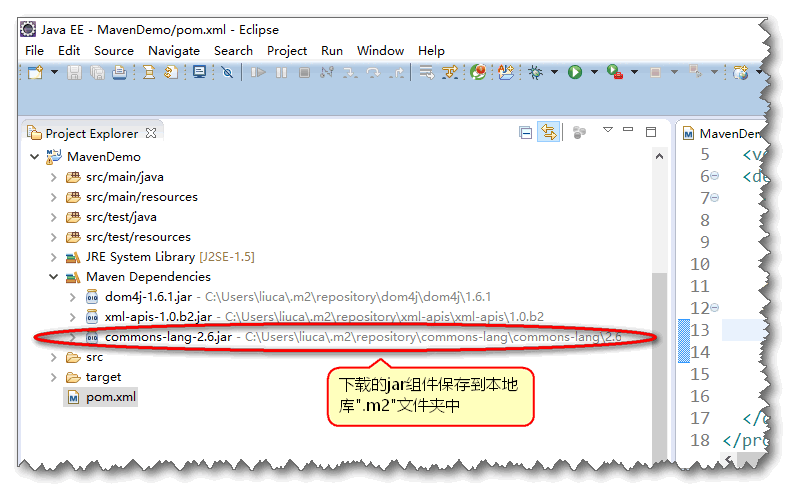 Java EE - MavenDemo/pom.xml - Eclipse
File Edit Source Navigate Search Project Run Window Help
Project Explorer
MavenDemo
src/main/java
src/main/resources
src/test/java
src/test/resources
JRE System Library [J2SE-1.5]
Maven Dependencies
dom4j-1.6.1.jar - C:\Users\liuca\.m2\repository\dom4j\dom4j\1.6.1
xml-apis-1.0.b2.jar - C:\Users\liuca\.m2\repository\xml-apis\xml-apis\1.0.b2
commons-lang-2.6.jar - C:\Users\liuca\.m2\repository\commons-lang\commons-lang\2.6
src
target
pom.xml
下载的jar组件保存到本地
库".m2"文件夹中
MavenDem
5 <v
6 <de
7
8
9
10
11
12
13
14
15
16
17 </d
18 </pro